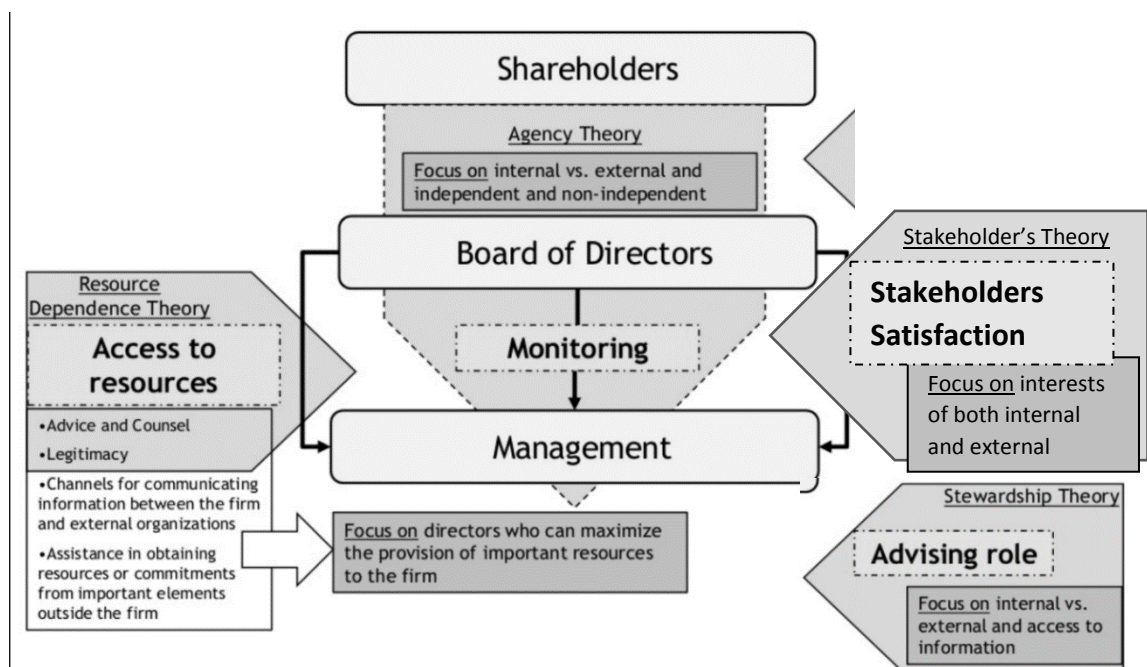 Shareholders
Agency Theory
Focus on internal vs. external and
independent and non-independent
Board of Directors
Stakeholder’s Theory
Stakeholders
Satisfaction
Focus on interests
of both internal
and external
Resource
Dependence Theory
Access to
resources
•Advice and Counsel
•Legitimacy
•Channels for communicating
information between the firm
and external organizations
•Assistance in obtaining
resources or commitments
from important elements
outside the firm
Monitoring
Management
Focus on directors who can maximize
the provision of important resources
to the firm
Stewardship Theory
Advising role
Focus on internal vs.
external and access to
information